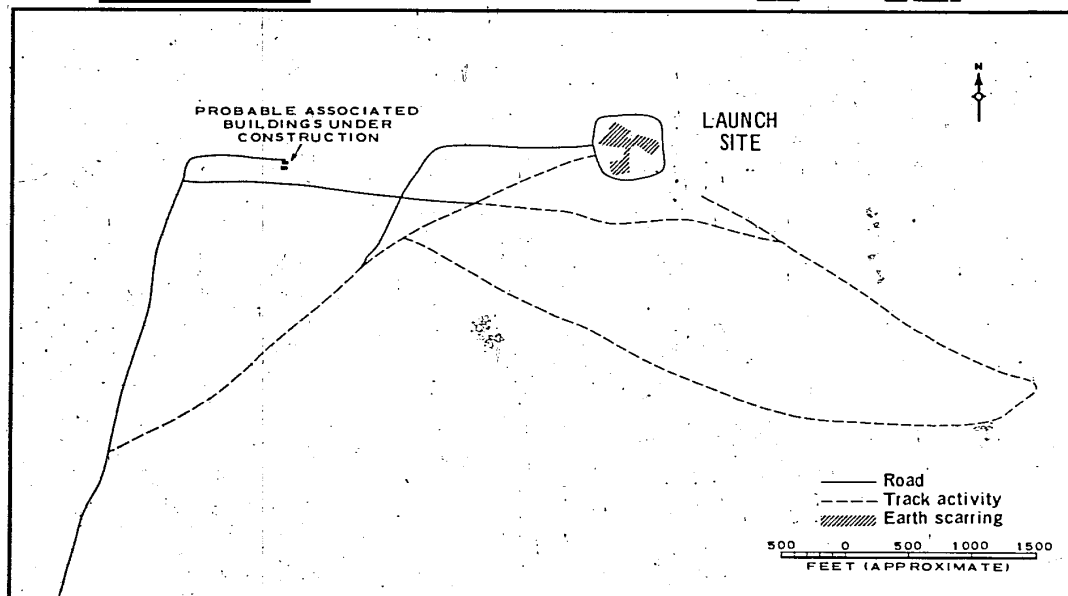 N
PROBABLE ASSOCIATED
BUILDINGS UNDER
CONSTRUCTION
LAUNCH
SITE
Road
Track activity
Earth scarring
500 0 500 1000 1500
FEET (APPROXIMATE)